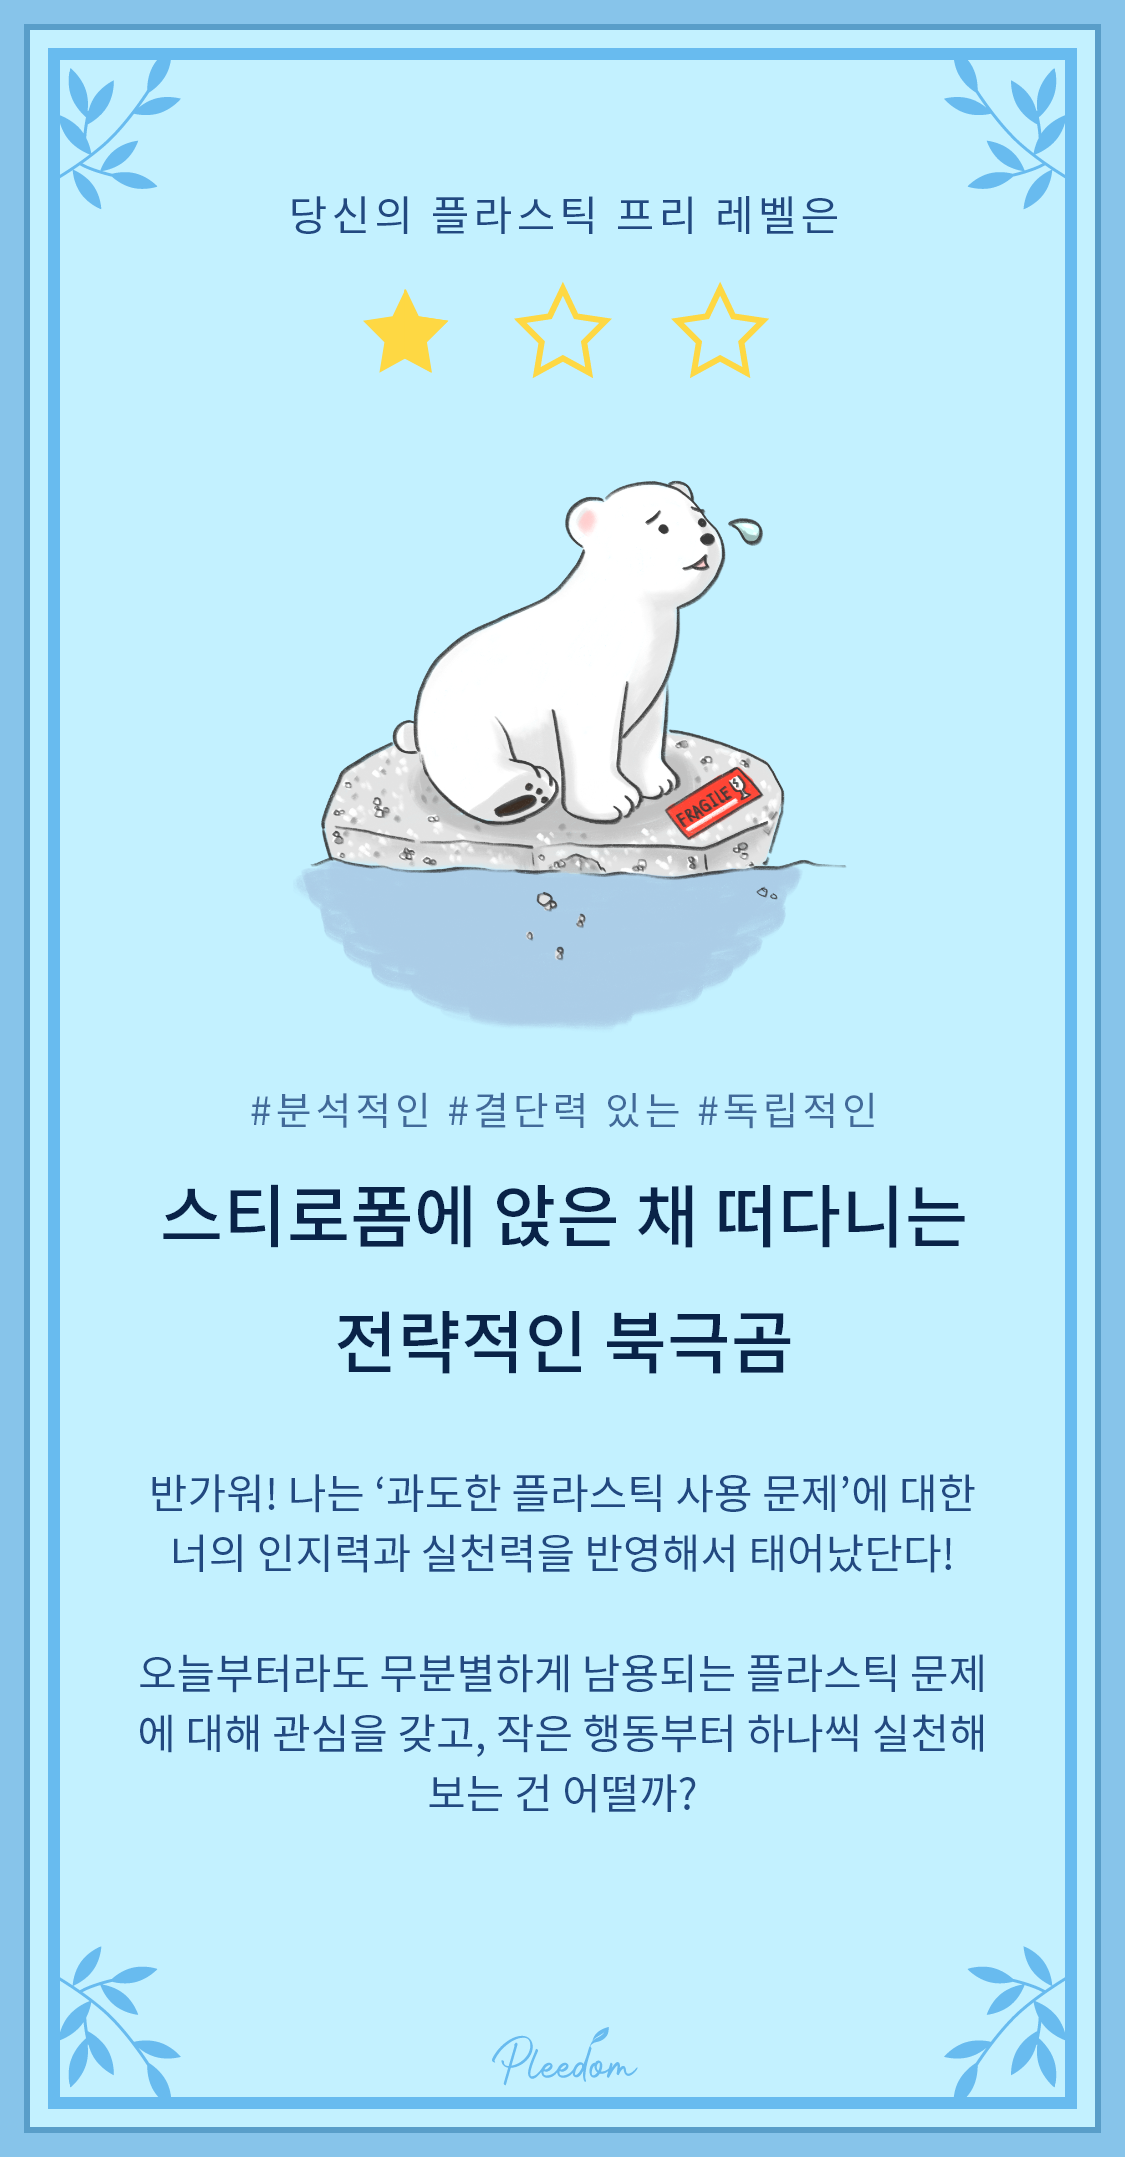 당신의 플라스틱 프리 레벨은
FRAGILE
#분석적인 #결단력 있는 #독립적인
스티로폼에 앉은 채 떠다니는
전략적인 북극곰
반가워! 나는 ‘과도한 플라스틱 사용 문제’에 대한
너의 인지력과 실천력을 반영해서 태어났단다!
오늘부터라도 무분별하게 남용되는 플라스틱 문제
에 대해 관심을 갖고, 작은 행동부터 하나씩 실천해
보는 건 어떨까?
Pleedom